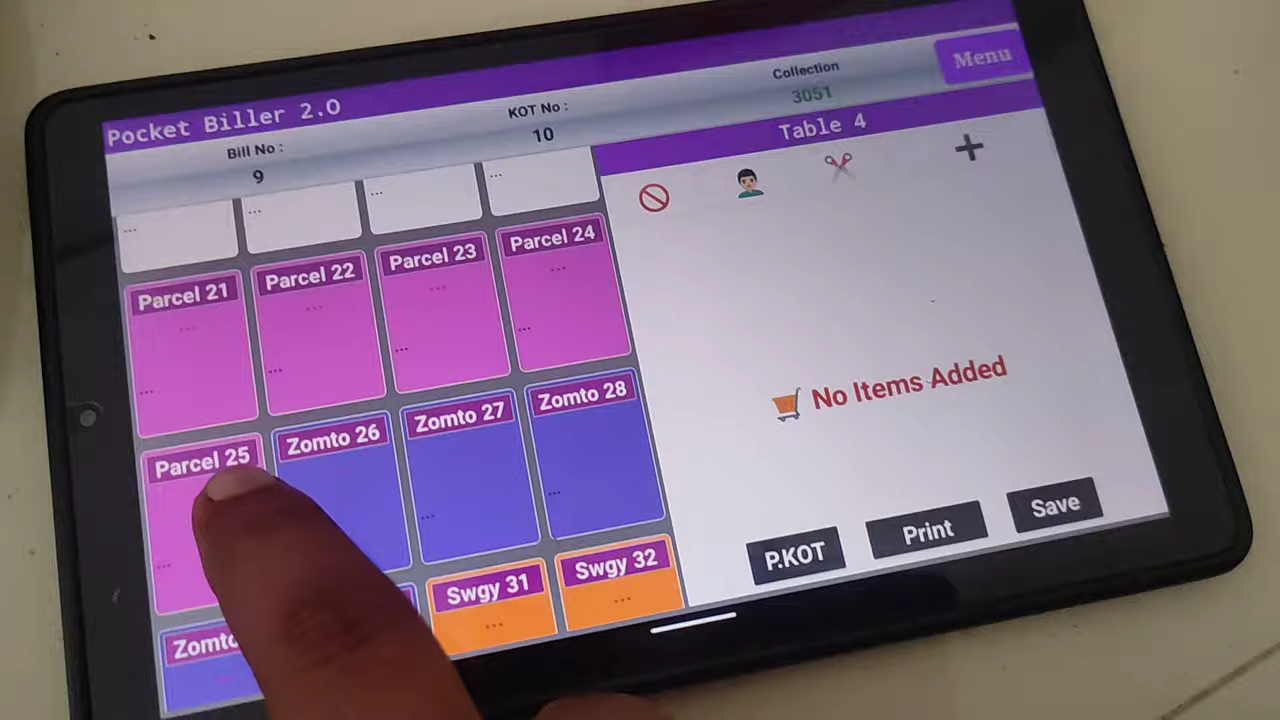 Pocket Biller 2.0
Menu
Bill No :
9
KOT No :
10
Collection
3051
Table 4
...
...
...
...
Parcel 21
...
...
Parcel 22
...
...
Parcel 23
...
...
Parcel 24
...
...
No Items Added
Parcel 25
...
Zomto 26
Zomto 27
...
Zomto 28
...
P.KOT
Print
Save
Swgy 31
...
Swgy 32
...